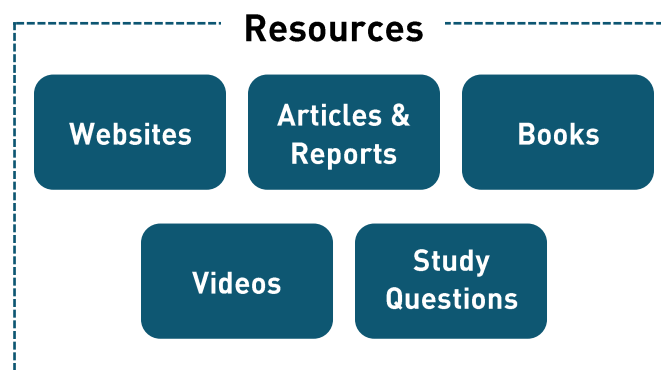 Resources
Websites
Articles &
Reports
Books
Videos
Study
Questions